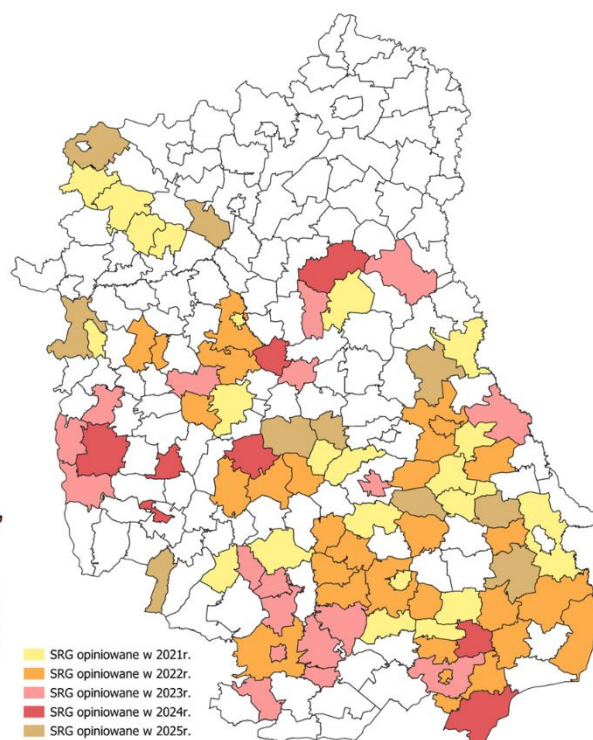 SRG opiniowane w 2021r.
SRG opiniowane w 2022r.
SRG opiniowane w 2023r.
SRG opiniowane w 2024r.
SRG opiniowane w 2025r.